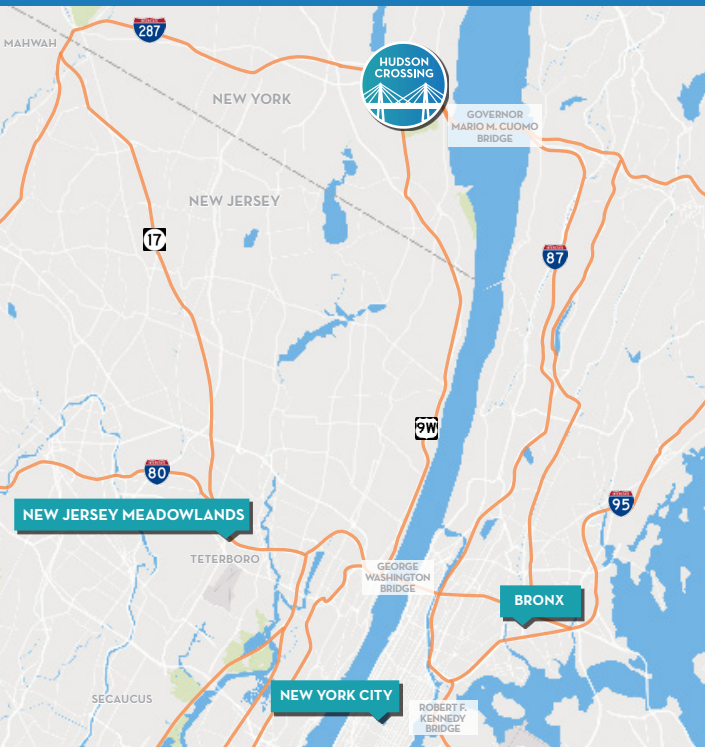 287
MAHWAH
HUDSON
CROSSING
NEW YORK
GOVERNOR
MARIO M. CUOMO
BRIDGE
NEW JERSEY
17
87
9W
80
95
NEW JERSEY MEADOWLANDS
TETERBORO
GEORGE
WASHINGTON
BRIDGE
BRONX
NEW YORK CITY
SECAUCUS
ROBERT F.
KENNEDY
BRIDGE